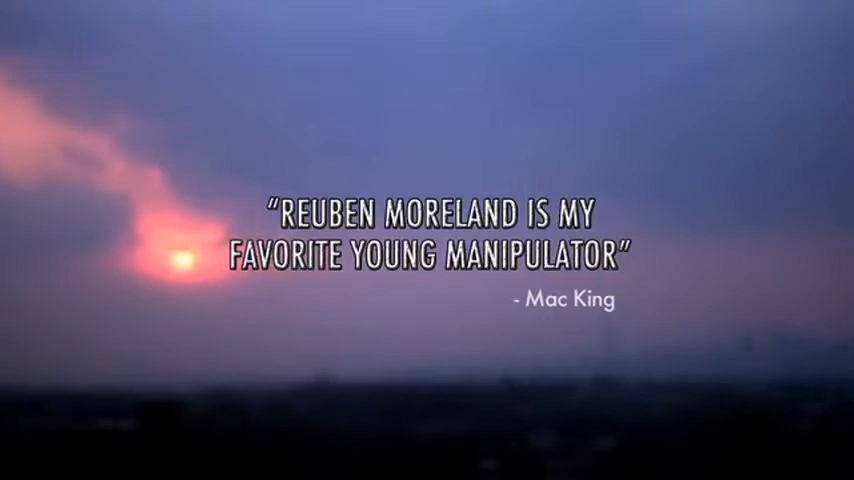 “REUBEN MORELAND IS MY
FAVORITE YOUNG MANIPULATOR”
- Mac King